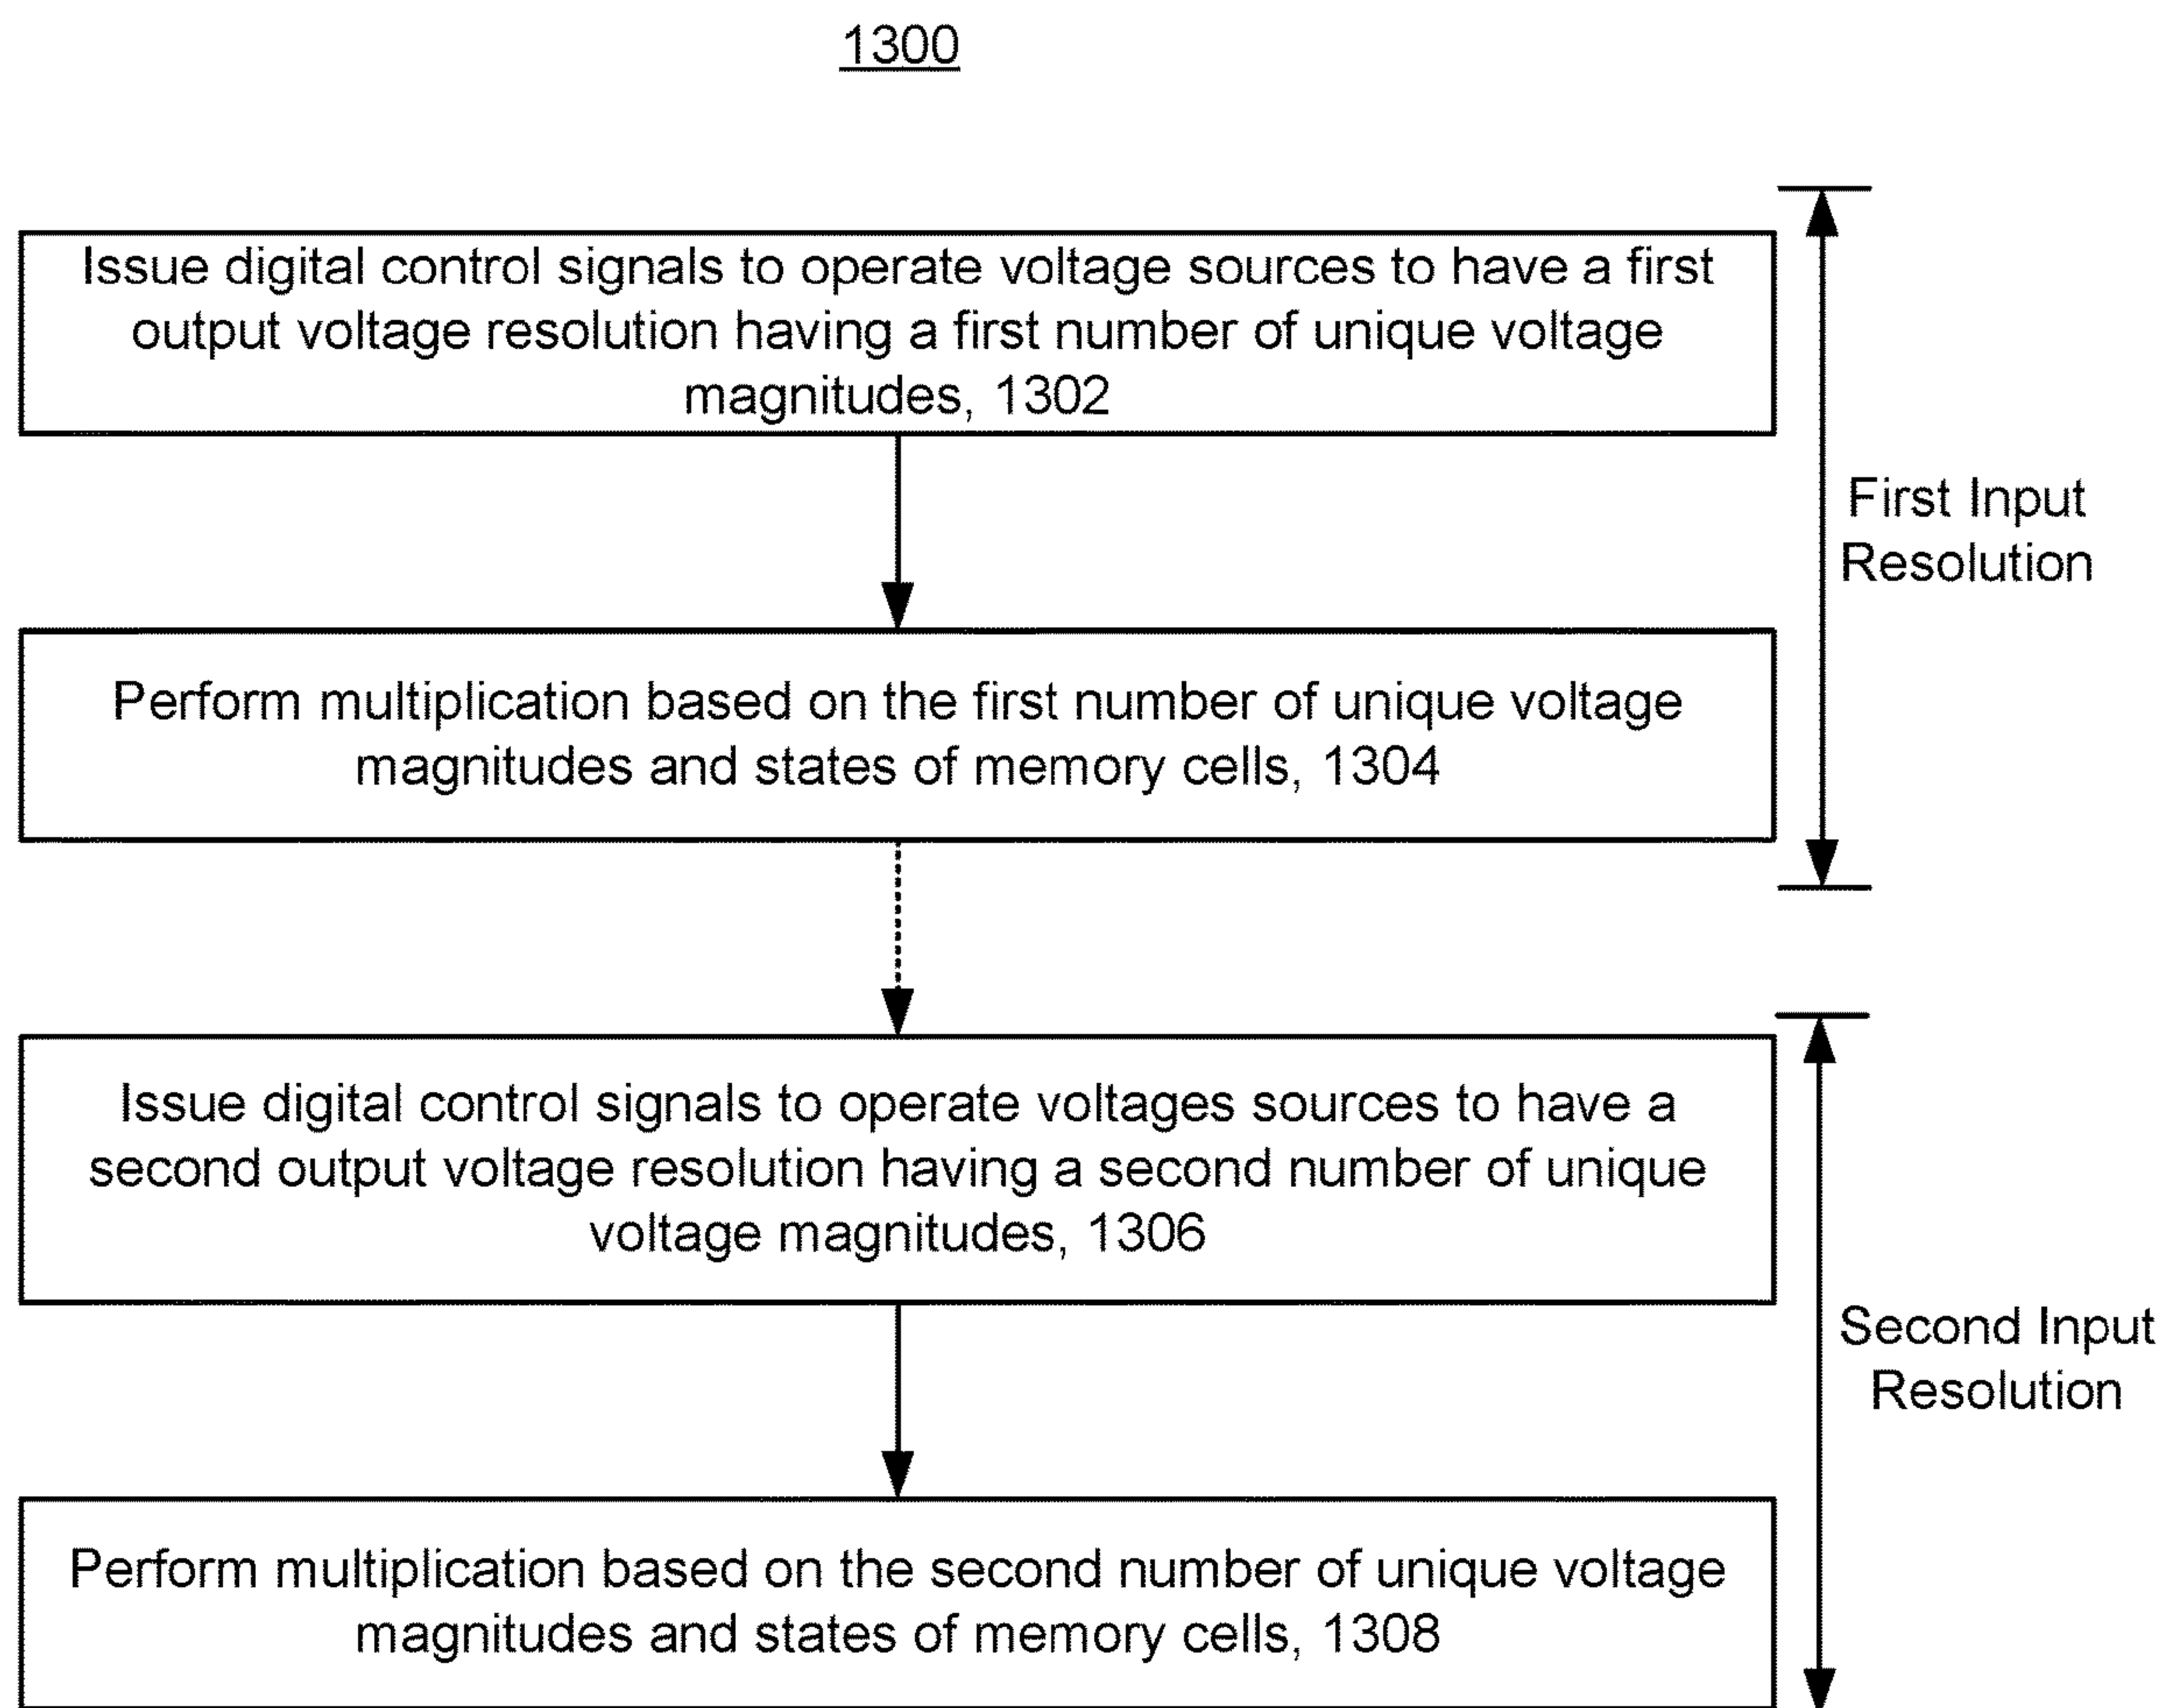 1300
Issue digital control signals to operate voltage sources to have a first
output voltage resolution having a first number of unique voltage
magnitudes, 1302
First Input
Resolution
Perform multiplication based on the first number of unique voltage
magnitudes and states of memory cells, 1304
Issue digital control signals to operate voltages sources to have a
second output voltage resolution having a second number of unique
voltage magnitudes, 1306
Second Input
Resolution
Perform multiplication based on the second number of unique voltage
magnitudes and states of memory cells, 1308